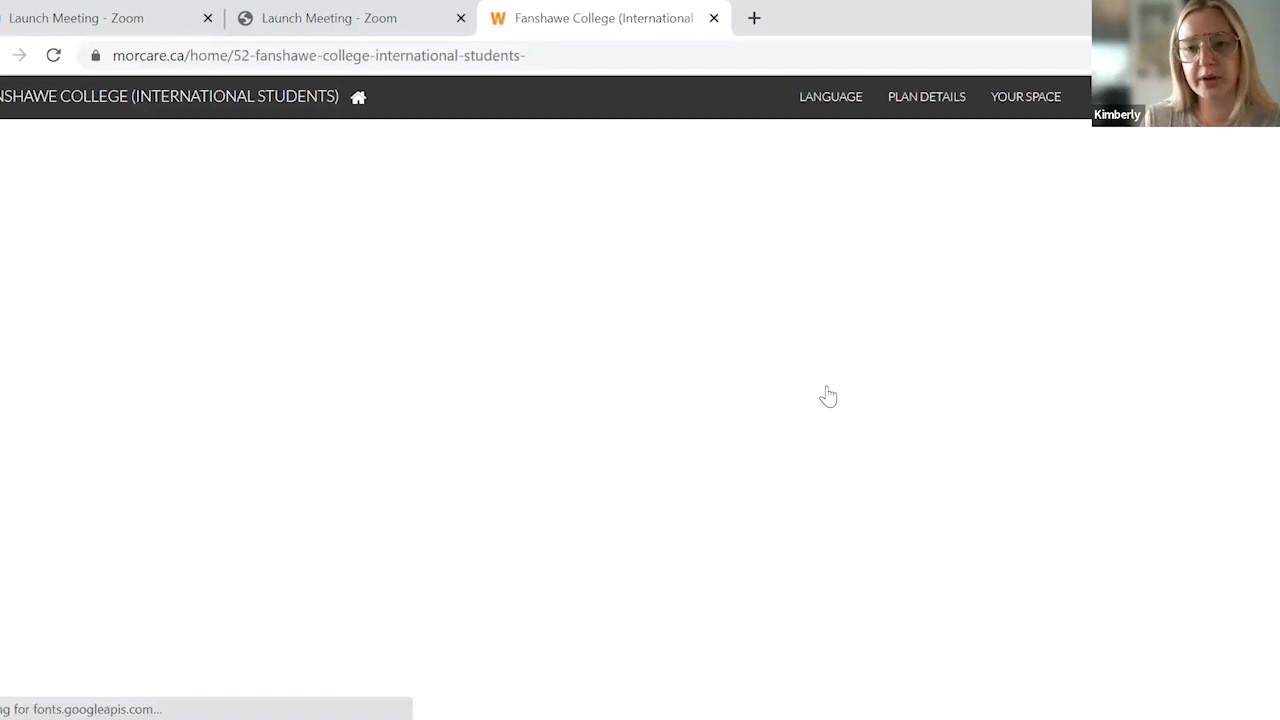 Launch Meeting - Zoom
Launch Meeting - Zoom
W Fanshawe College (International
morcare.ca/home/52-fanshawe-college-international-students-
NSHAWE COLLEGE (INTERNATIONAL STUDENTS)
LANGUAGE
PLAN DETAILS
YOUR SPACE
Kimberly
ng for fonts.googleapis.com...